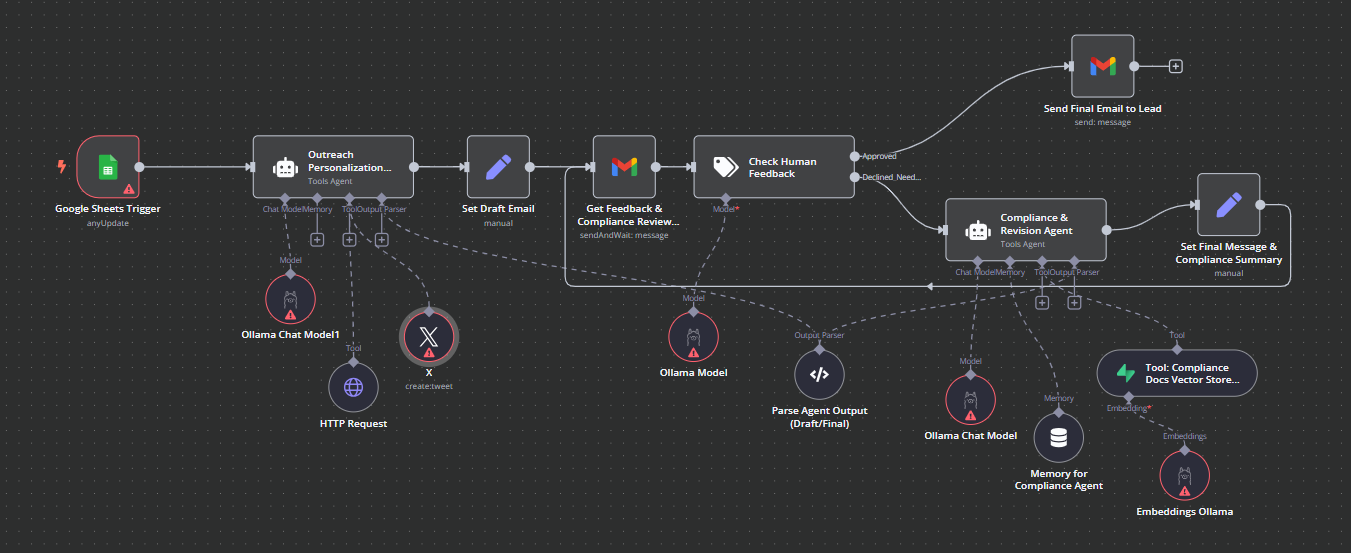 Send Final Email to Lead
send: message
Google Sheets Trigger
anyUpdate
Outreach
Personalization...
Tools Agent
Chat Model
Memory
Tool
Output Parser
Set Draft Email
manual
Get Feedback &
Compliance Review...
sendAndWait: message
Check Human
Feedback
Approved
Declined_Need...
Model*
Compliance &
Revision Agent
Tools Agent
Chat Model
Memory
Tool
Output Parser
Set Final Message &
Compliance Summary
manual
Model
Ollama Chat Model1
Tool
HTTP Request
X
create:tweet
Model
Ollama Model
Output Parser
</>
Parse Agent Output
(Draft/Final)
Model
Ollama Chat Model
Memory
Memory for
Compliance Agent
Tool
Tool: Compliance
Docs Vector Store...
Embedding*
Embeddings
Embeddings Ollama